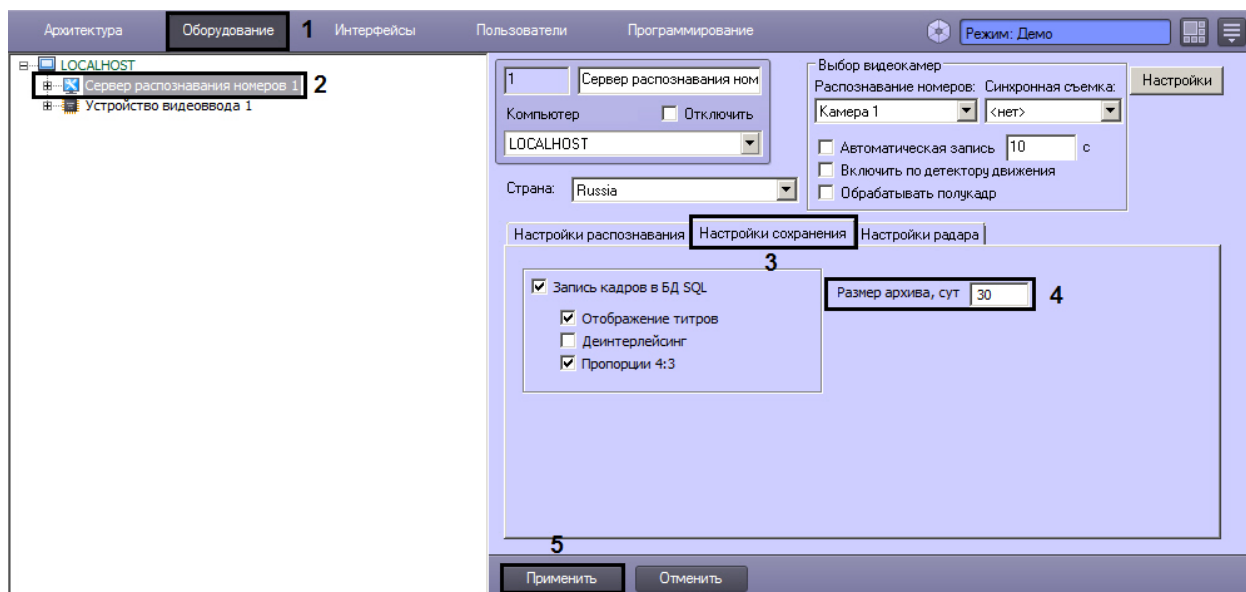 Архитектура Оборудование 1 Интерфейсы Пользователи Программирование Режим: Демо
LOCALHOST
Сервер распознавания номеров 1 2
Устройство видеоввода 1
1 Сервер распознавания ном
Компьютер Отключить
LOCALHOST
Страна: Russia
Выбор видеокамер
Распознавание номеров: Синхронная съемка:
Камера 1 <нет>
Автоматическая запись 10 с
Включить по детектору движения
Обрабатывать полукадр
Настройки
Настройки распознавания Настройки сохранения Настройки радара
3
Запись кадров в БД SQL
Отображение титров
Деинтерлейсинг
Пропорции 4:3
Размер архива, сут 30 4
5
Применить Отменить